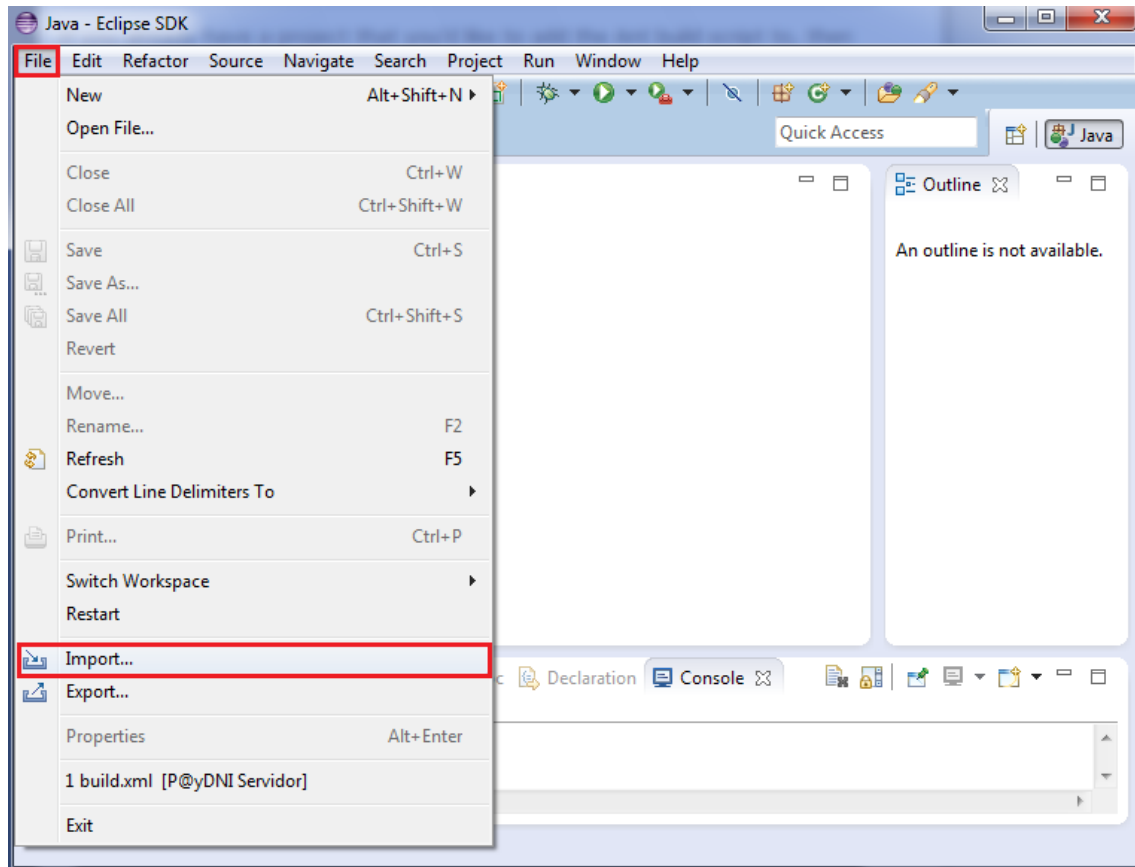 Java - Eclipse SDK
File Edit Refactor Source Navigate Search Project Run Window Help
New Alt+Shift+N
Open File...
Quick Access Java
Close Ctrl+W
Close All Ctrl+Shift+W
Outline
Save Ctrl+S
An outline is not available.
Save As...
Save All Ctrl+Shift+S
Revert
Move...
Rename... F2
Refresh F5
Convert Line Delimiters To
Print... Ctrl+P
Switch Workspace
Restart
Import...
Declaration Console
Export...
Properties Alt+Enter
1 build.xml [P@yDNI Servidor]
Exit